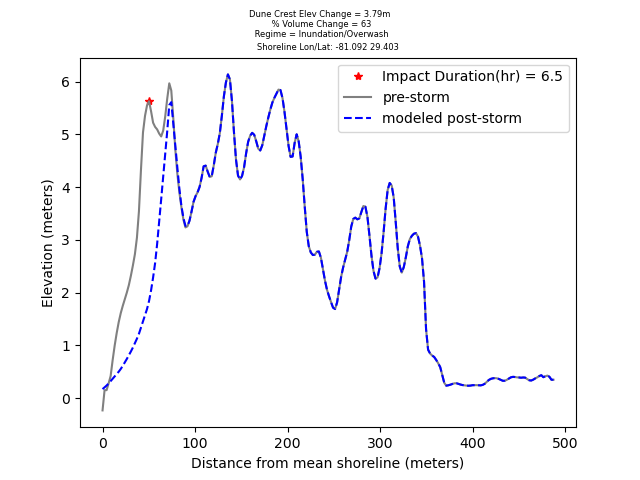 Dune Crest Elev Change = 3.79m
% Volume Change = 63
Regime = Inundation/Overwash
Shoreline Lon/Lat: -81.092 29.403
Impact Duration(hr) = 6.5
pre-storm
modeled post-storm
Elevation (meters)
6
5
4
3
2
1
0
0 100 200 300 400 500
Distance from mean shoreline (meters)